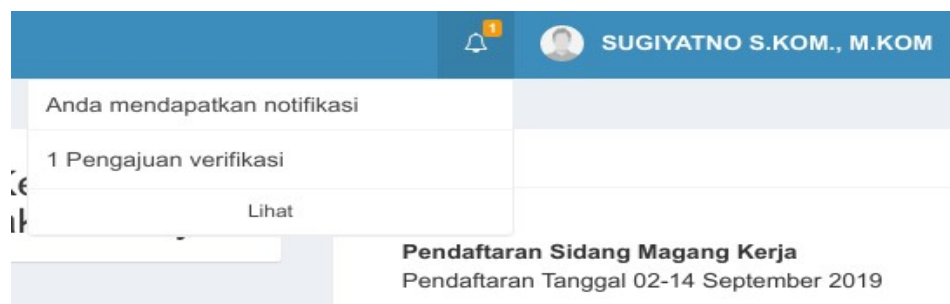 1
SUGIYATNO S.KOM., M.KOM
Anda mendapatkan notifikasi
1 Pengajuan verifikasi
Lihat
Pendaftaran Sidang Magang Kerja
Pendaftaran Tanggal 02-14 September 2019